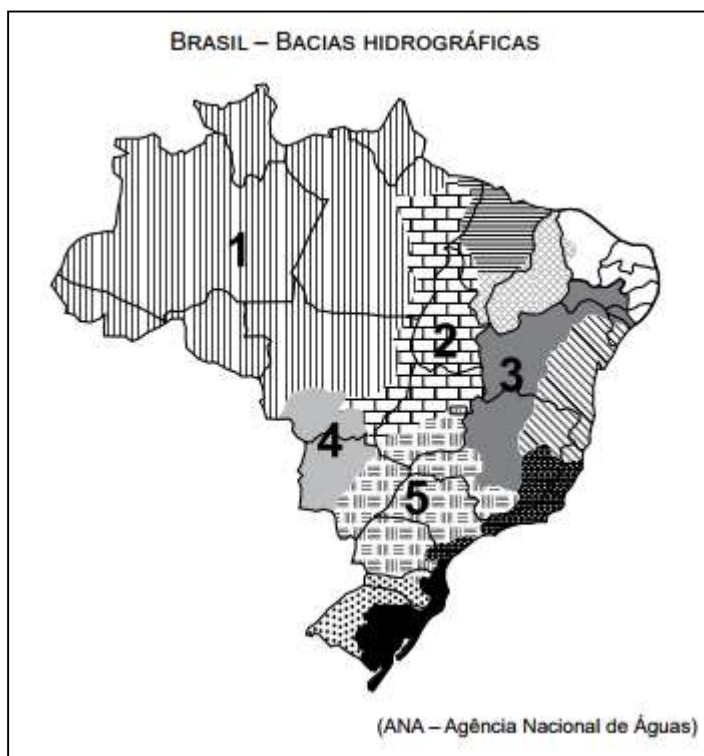 BRASIL – BACIAS HIDROGRÁFICAS
1
2
3
4
5
(ANA – Agência Nacional de Águas)